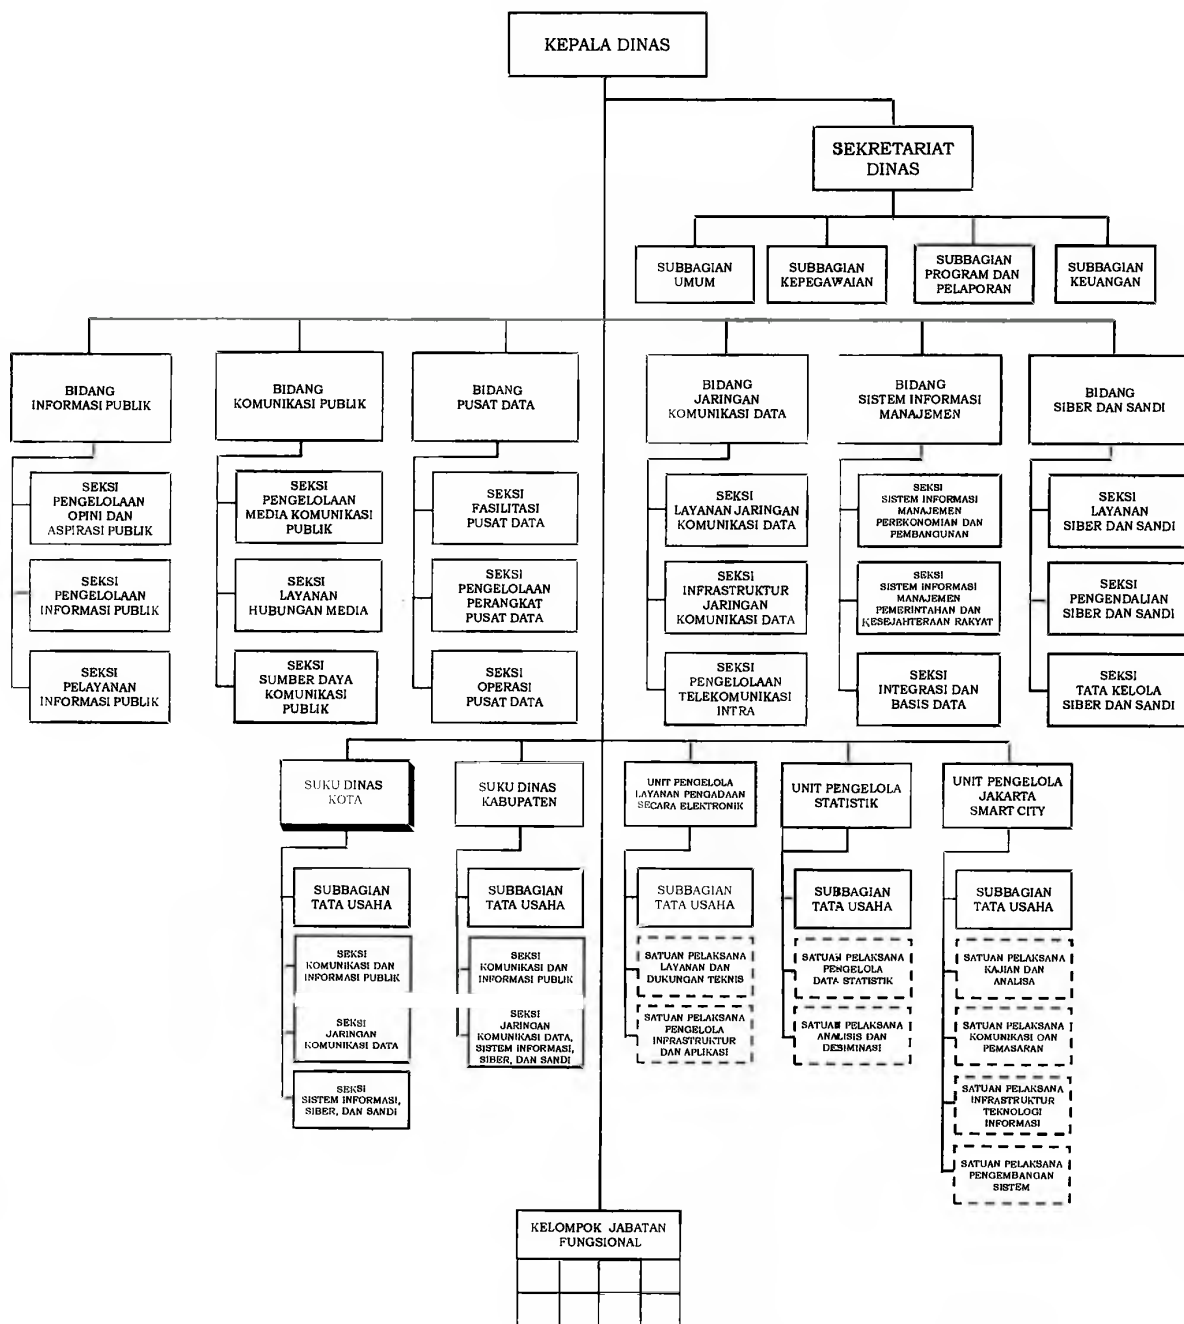 KEPALA DINAS
SEKRETARIAT
DINAS
SUBBAGIAN
UMUM
SUBBAGIAN
KEPEGAWAIAN
SUBBAGIAN
PROGRAM DAN
PELAPORAN
SUBBAGIAN
KEUANGAN
BIDANG
INFORMASI PUBLIK
BIDANG
KOMUNIKASI PUBLIK
BIDANG
PUSAT DATA
BIDANG
JARINGAN
KOMUNIKASI DATA
BIDANG
SISTEM INFORMASI
MANAJEMEN
BIDANG
SIBER DAN SANDI
SEKSI
PENGELOLAAN
OPINI DAN
ASPIRASI PUBLIK
SEKSI
PENGELOLAAN
MEDIA KOMUNIKASI
PUBLIK
SEKSI
FASILITASI
PUSAT DATA
SEKSI
LAYANAN JARINGAN
KOMUNIKASI DATA
SEKSI
SISTEM INFORMASI
MANAJEMEN
PEREKONOMIAN DAN
PEMBANGUNAN
SEKSI
LAYANAN
SIBER DAN SANDI
SEKSI
PENGELOLAAN
INFORMASI PUBLIK
SEKSI
LAYANAN
HUBUNGAN MEDIA
SEKSI
PENGELOLAAN
PERANGKAT
PUSAT DATA
SEKSI
INFRASTRUKTUR
JARINGAN
KOMUNIKASI DATA
SEKSI
SISTEM INFORMASI
MANAJEMEN
PEMERINTAHAN DAN
KESEJAHTERAAN RAKYAT
SEKSI
PENGENDALIAN
SIBER DAN SANDI
SEKSI
PELAYANAN
INFORMASI PUBLIK
SEKSI
SUMBER DAYA
KOMUNIKASI
PUBLIK
SEKSI
OPERASI
PUSAT DATA
SEKSI
PENGELOLAAN
TELEKOMUNIKASI
INTRA
SEKSI
INTEGRASI DAN
BASIS DATA
SEKSI
TATA KELOLA
SIBER DAN SANDI
SUKU DINAS
KOTA
SUKU DINAS
KABUPATEN
UNIT PENGELOLA
LAYANAN PENGADAAN
SECARA ELEKTRONIK
UNIT PENGELOLA
STATISTIK
UNIT PENGELOLA
JAKARTA
SMART CITY
SUBBAGIAN
TATA USAHA
SUBBAGIAN
TATA USAHA
SUBBAGIAN
TATA USAHA
SUBBAGIAN
TATA USAHA
SUBBAGIAN
TATA USAHA
SEKSI
KOMUNIKASI DAN
INFORMASI PUBLIK
SEKSI
KOMUNIKASI DAN
INFORMASI PUBLIK
SATUAN PELAKSANA
LAYANAN DAN
DUKUNGAN TEKNIS
SATUAN PELAKSANA
PENGELOLA
DATA STATISTIK
SATUAN PELAKSANA
KAJIAN DAN
ANALISA
SEKSI
JARINGAN
KOMUNIKASI DATA
SEKSI
JARINGAN
KOMUNIKASI DATA,
SISTEM INFORMASI,
SIBER, DAN SANDI
SATUAN PELAKSANA
PENGELOLA
INFRASTRUKTUR
DAN APLIKASI
SATUAN PELAKSANA
ANALISIS DAN
DESIMINASI
SATUAN PELAKSANA
KOMUNIKASI OAN
PEMASARAN
SEKSI
SISTEM INFORMASI,
SIBER, DAN SANDI
SATUAN PELAKSANA
INFRASTRUKTUR
TEKNOLOGI
INFORMASI
SATUAN PELAKSANA
PENGEMBANGAN
SISTEM
KELOMPOK JABATAN
FUNGSIONAL